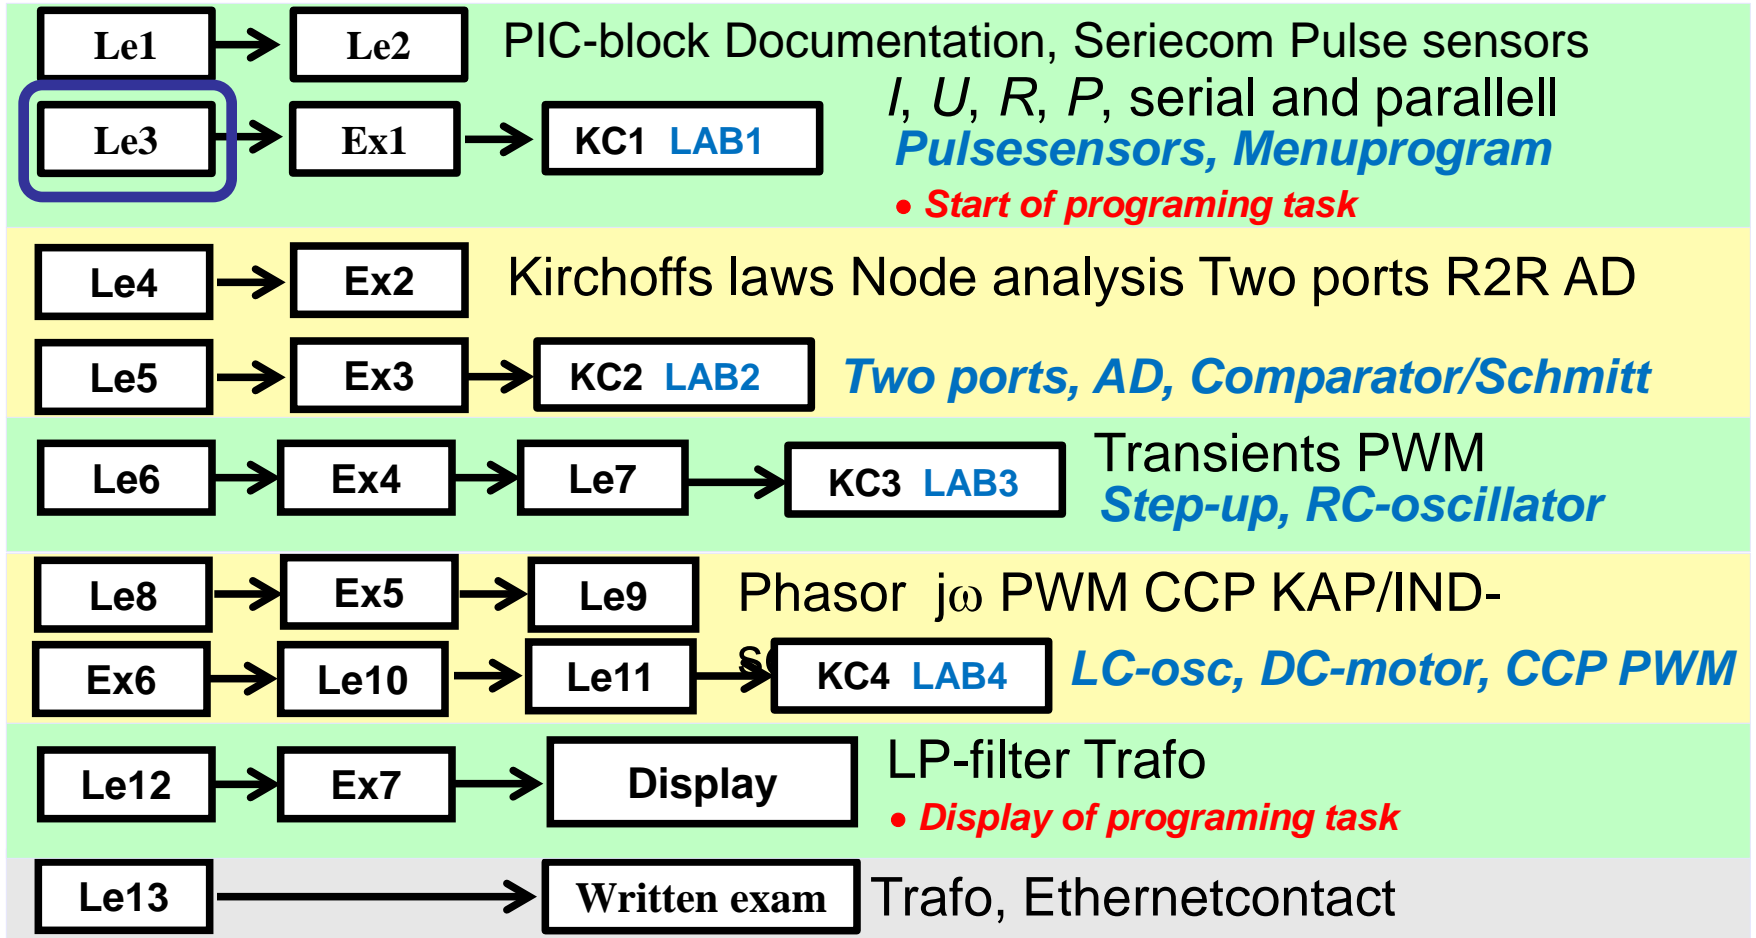 Le1 Le2 PIC-block Documentation, Seriecom Pulse sensors
I, U, R, P, serial and parallell
Le3 Ex1 KC1 LAB1 Pulsesensors, Menuprogram
• Start of programing task
Le4 Ex2 Kirchoffs laws Node analysis Two ports R2R AD
Le5 Ex3 KC2 LAB2 Two ports, AD, Comparator/Schmitt
Le6 Ex4 Le7 KC3 LAB3 Transients PWM
Step-up, RC-oscillator
Le8 Ex5 Le9 Phasor jω PWM CCP KAP/IND-
Ex6 Le10 Le11 KC4 LAB4 LC-osc, DC-motor, CCP PWM
Le12 Ex7 Display LP-filter Trafo
• Display of programing task
Le13 Written exam Trafo, Ethernetcontact